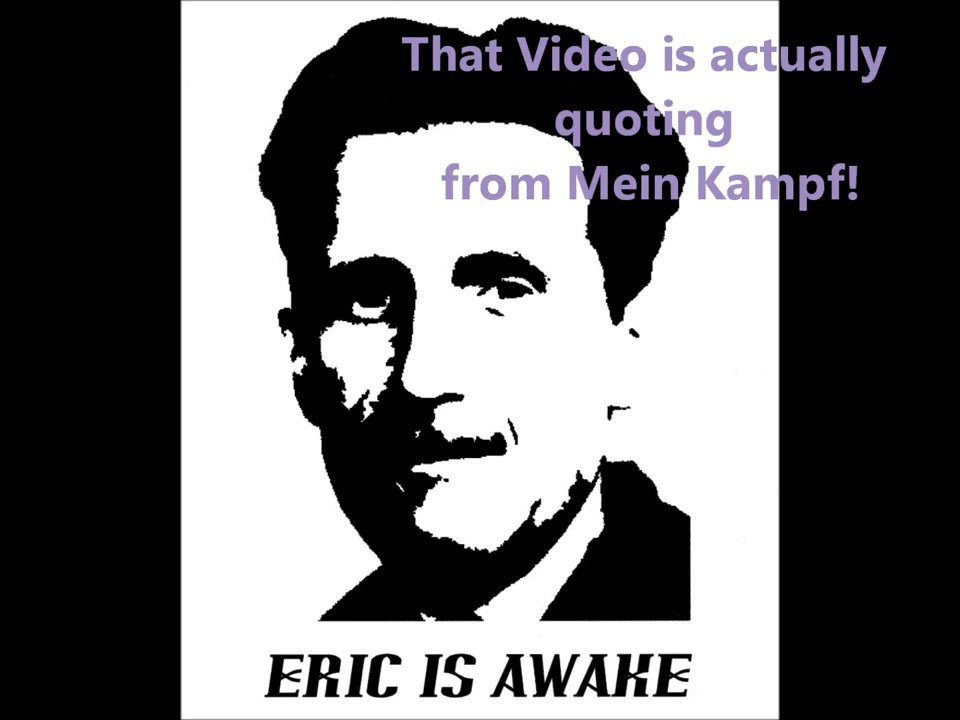 That Video is actually
quoting
from Mein Kampf!
ERIC IS AWAKE